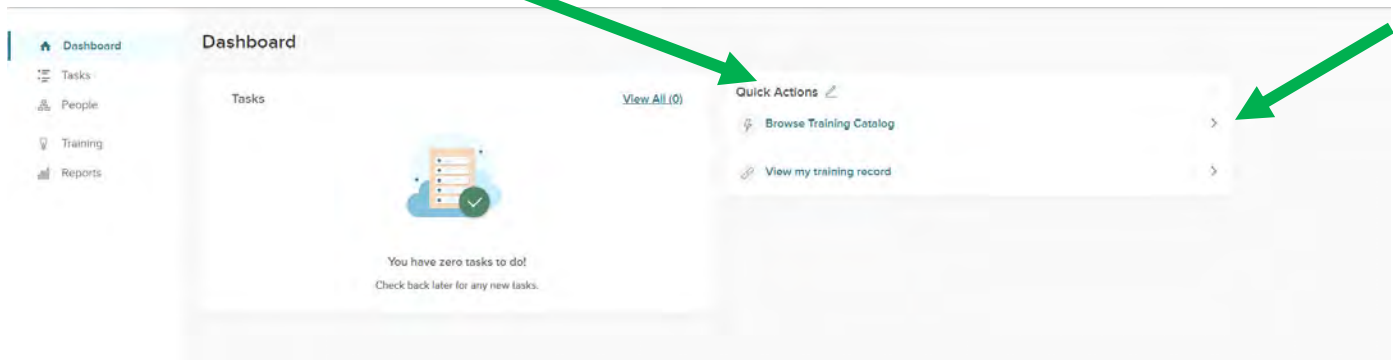 Dashboard
Tasks
People
Training
Reports
Dashboard
Tasks
View All (0)
You have zero tasks to do!
Check back later for any new tasks.
Quick Actions
Browse Training Catalog
View my training record